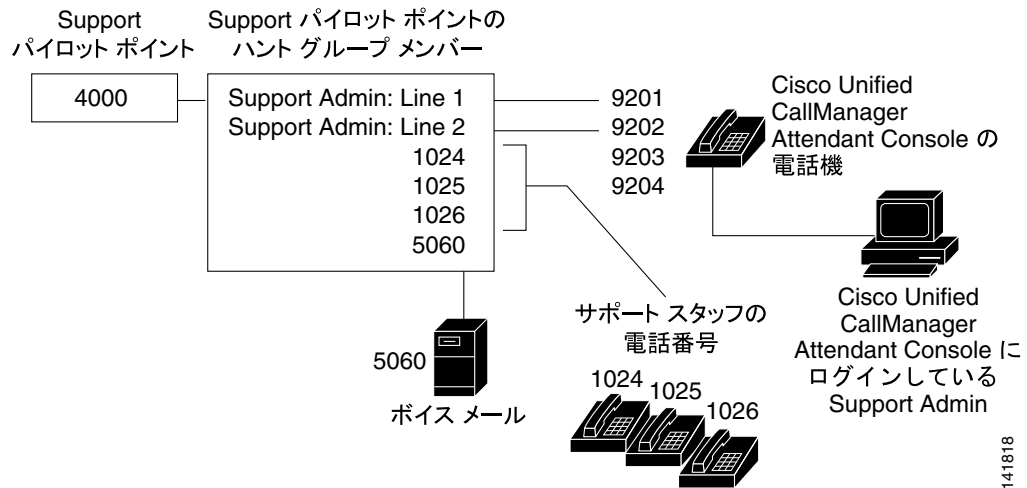 Support
パイロット ポイント
4000
Support パイロット ポイントの
ハント グループ メンバー
Support Admin: Line 1
Support Admin: Line 2
1024
1025
1026
5060
9201
9202
9203
9204
Cisco Unified
CallManager
Attendant Console の
電話機
Cisco Unified
CallManager
Attendant Console に
ログインしている
Support Admin
サポート スタッフの
電話番号
1024
1025
1026
5060
ボイス メール
141818